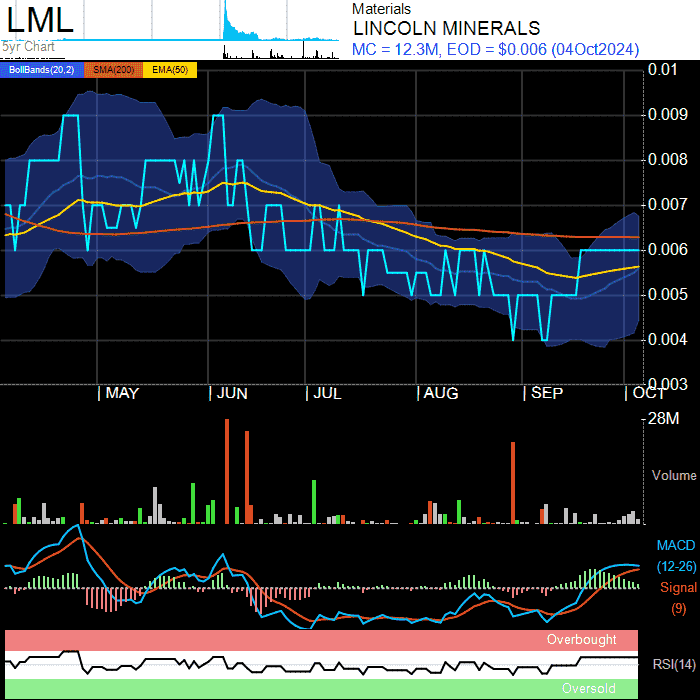 LML
5yr Chart
Materials
LINCOLN MINERALS
MC = 12.3M, EOD = $0.006 (04Oct2024)
BollBands(20,2) SMA(200) EMA(50)
0.01
0.009
0.008
0.007
0.006
0.005
0.004
0.003
MAY JUN JUL AUG SEP OCT
28M
Volume
MACD
(12-26)
Signal
(9)
Overbought
RSI(14)
Oversold